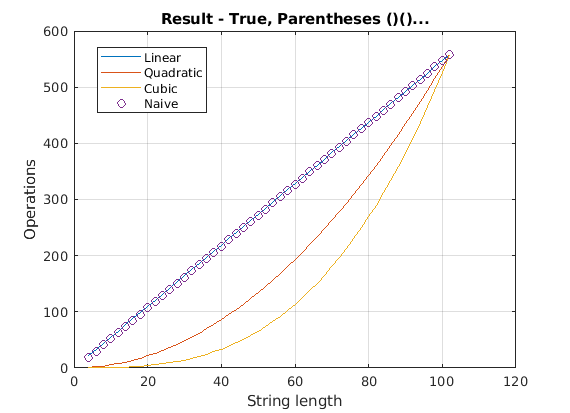 Result - True, Parentheses ()()...
600
500
400
300
200
100
0
Operations
Linear
Quadratic
Cubic
Naive
0 20 40 60 80 100 120
String length